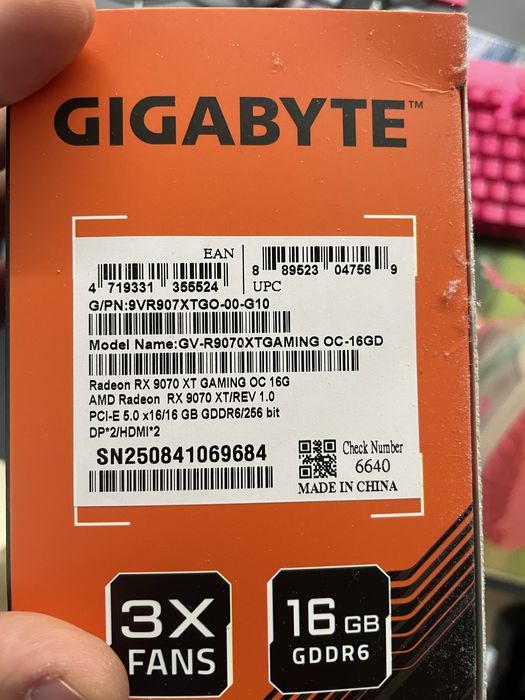 GIGABYTE™
EAN
4 719331 355524
8 89523 04756 9
UPC
G/PN:9VR907XTGO-00-G10
Model Name:GV-R9070XTGAMING OC-16GD
Radeon RX 9070 XT GAMING OC 16G
AMD Radeon RX 9070 XT/REV 1.0
PCI-E 5.0 x16/16 GB GDDR6/256 bit
DP*2/HDMI*2
SN250841069684
Check Number
6640
MADE IN CHINA
3X
FANS
16 GB
GDDR6